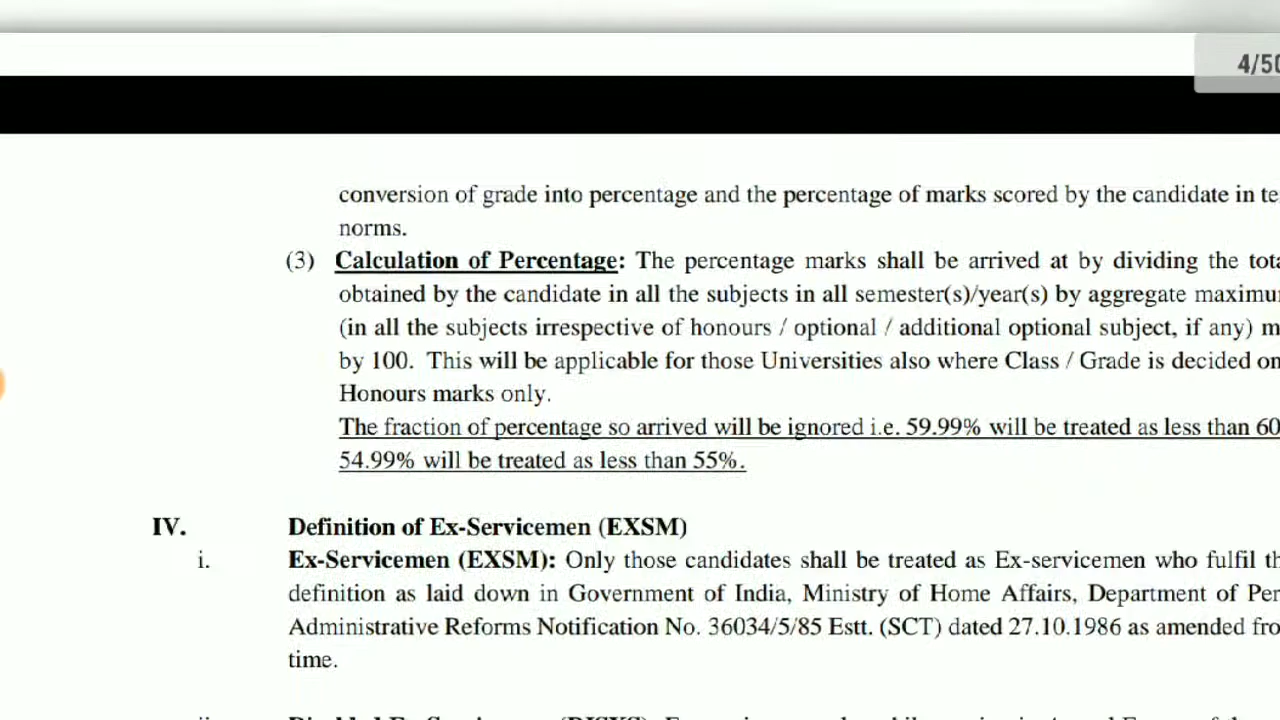 4/50
conversion of grade into percentage and the percentage of marks scored by the candidate in
norms.
(3) Calculation of Percentage: The percentage marks shall be arrived at by dividing the
obtained by the candidate in all the subjects in all semester(s)/year(s) by aggregate
(in all the subjects irrespective of honours / optional / additional optional subject, if any)
by 100. This will be applicable for those Universities also where Class / Grade is decided on
Honours marks only.
The fraction of percentage so arrived will be ignored i.e. 59.99% will be treated as less than 60
54.99% will be treated as less than 55%.
IV. Definition of Ex-Servicemen (EXSM)
i. Ex-Servicemen (EXSM): Only those candidates shall be treated as Ex-servicemen who fulfil
definition as laid down in Government of India, Ministry of Home Affairs, Department of
Administrative Reforms Notification No. 36034/5/85 Estt. (SCT) dated 27.10.1986 as amended
time.